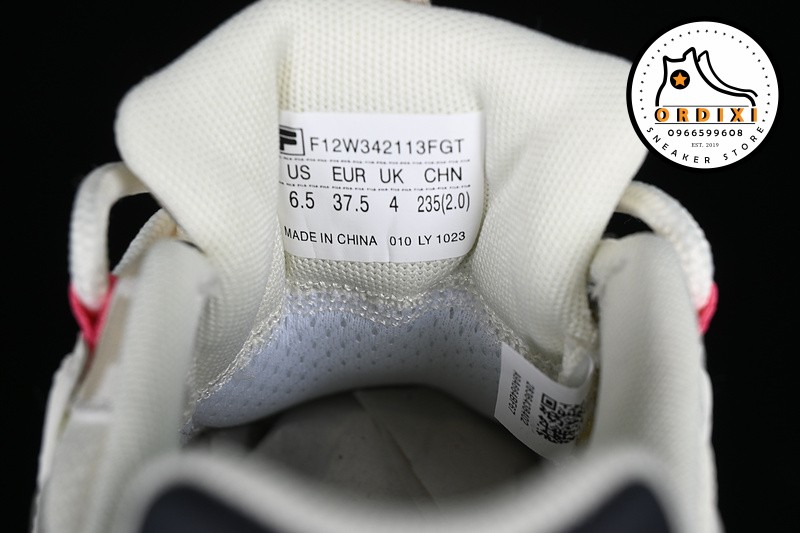 F12W342113FGT
US EUR UK CHN
6.5 37.5 4 235(2.0)
MADE IN CHINA 010 LY 1023
ORDIXI
0966599608
EST. 2019
SNEAKER STORE